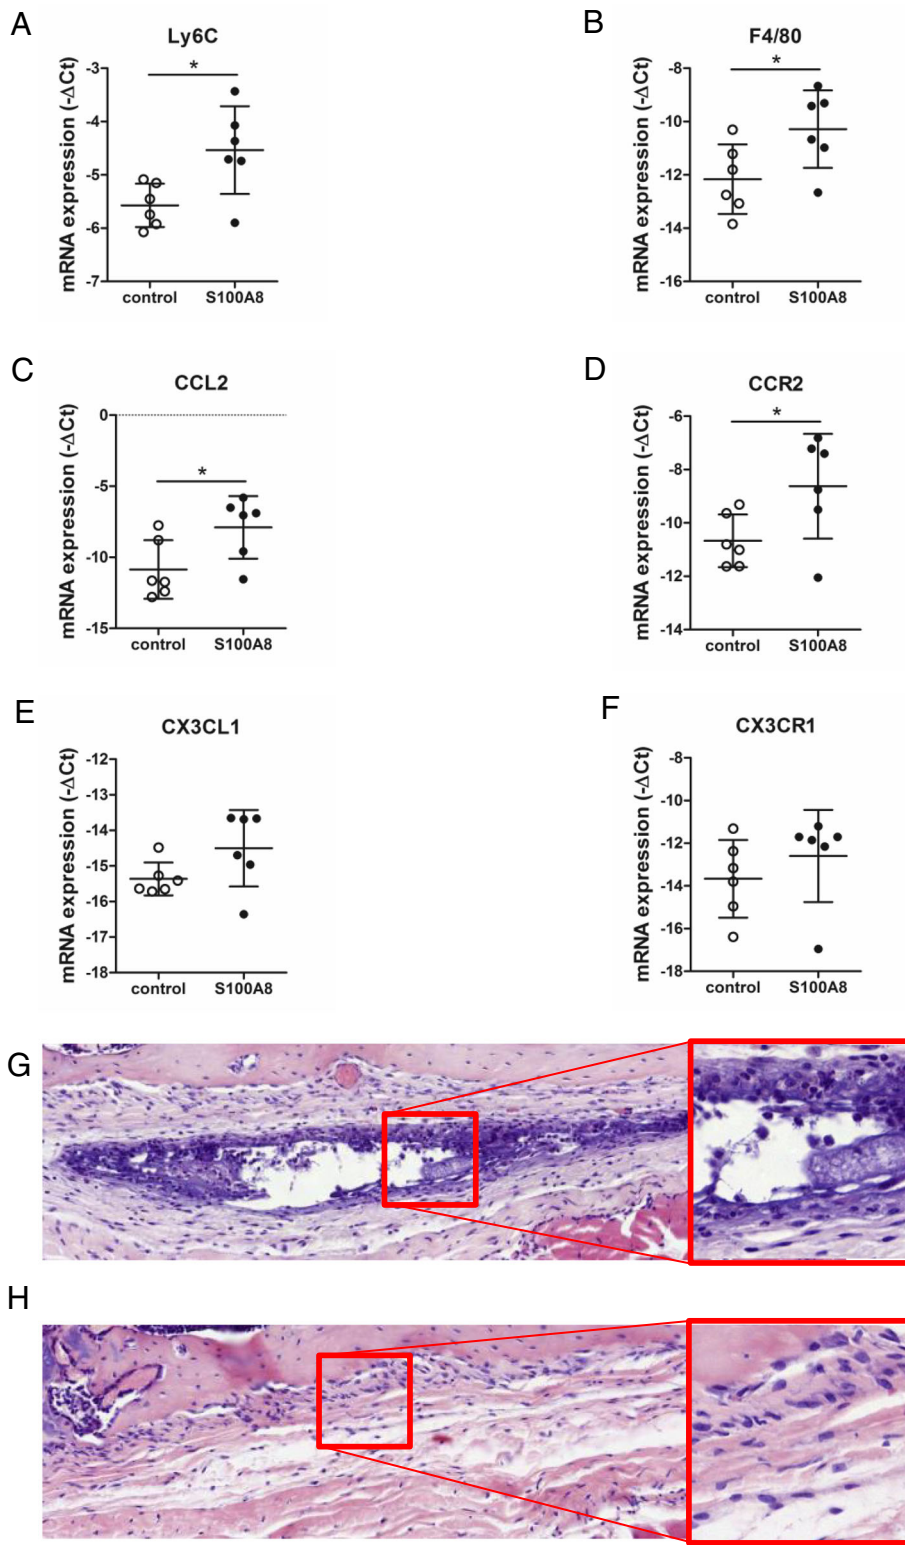 A
Ly6C
mRNA expression (-ΔCt)
-3
-4
-5
-6
-7
*
control
S100A8
B
F4/80
mRNA expression (-ΔCt)
-8
-10
-12
-14
-16
*
control
S100A8
C
CCL2
mRNA expression (-ΔCt)
0
-5
-10
-15
*
control
S100A8
D
CCR2
mRNA expression (-ΔCt)
-6
-8
-10
-12
-14
*
control
S100A8
E
CX3CL1
mRNA expression (-ΔCt)
-12
-13
-14
-15
-16
-17
-18
control
S100A8
F
CX3CR1
mRNA expression (-ΔCt)
-8
-10
-12
-14
-16
-18
control
S100A8
G
H